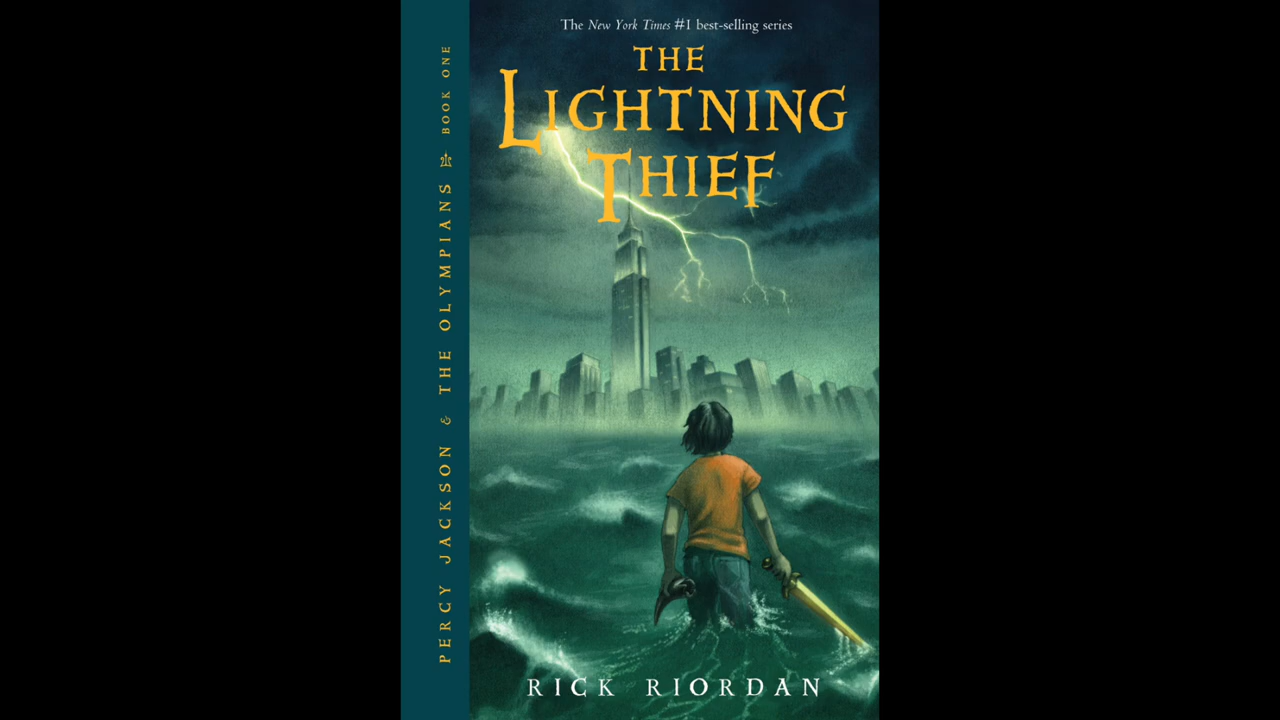 The New York Times #1 best-selling series
THE
LIGHTNING
THIEF
RICK RIORDAN
PERCY JACKSON & THE OLYMPIANS BOOK ONE